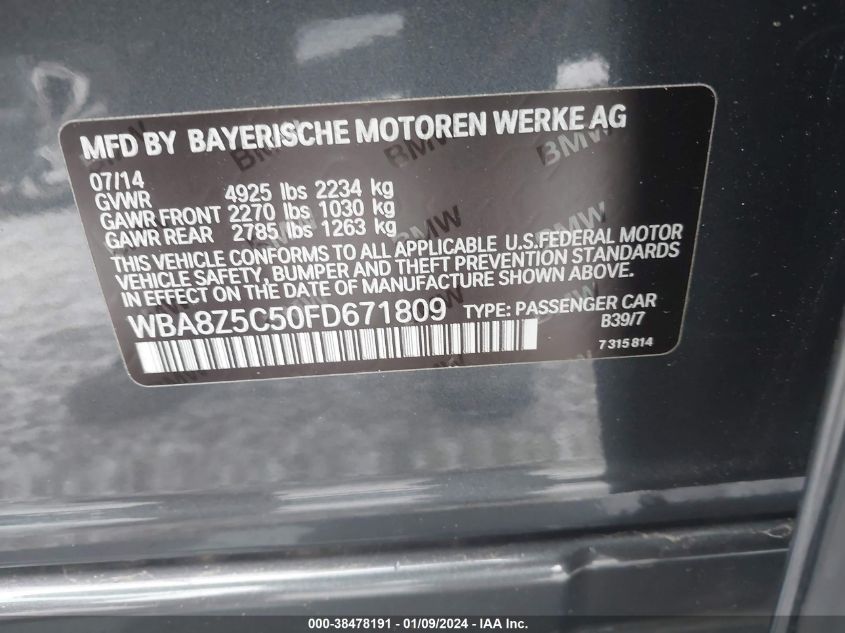 MFD BY BAYERISCHE MOTOREN WERKE AG
07/14
GVWR 4925 lbs 2234 kg
GAWR FRONT 2270 lbs 1030 kg
GAWR REAR 2785 lbs 1263 kg
THIS VEHICLE CONFORMS TO ALL APPLICABLE U.S.FEDERAL MOTOR
VEHICLE SAFETY, BUMPER AND THEFT PREVENTION STANDARDS
IN EFFECT ON THE DATE OF MANUFACTURE SHOWN ABOVE.
WBA8Z5C50FD671809 TYPE: PASSENGER CAR
B39/7
7 315 814
000-38478191 - 01/09/2024 - IAA Inc.